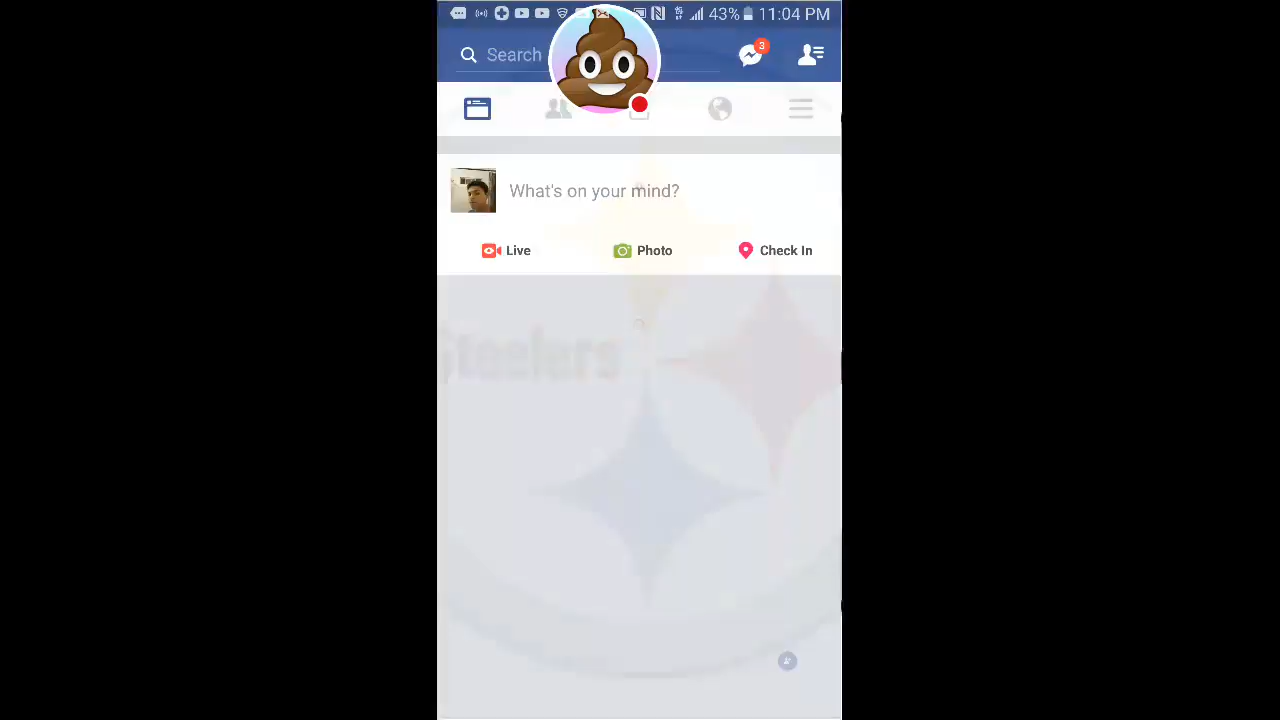 43% 11:04 PM
Search
3
What's on your mind?
Live
Photo
Check In
Steelers